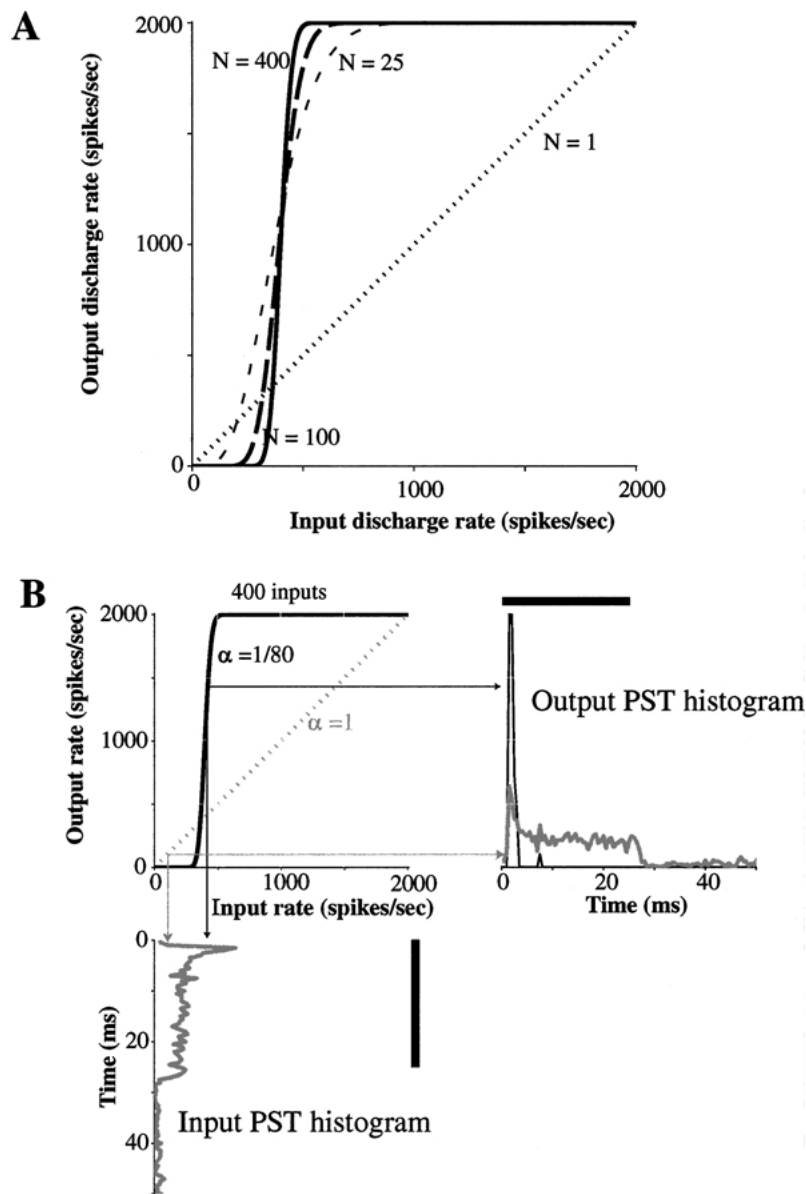 A
2000
N = 400
N = 25
N = 1
Output discharge rate (spikes/sec)
1000
N = 100
0
0
1000
2000
Input discharge rate (spikes/sec)
B
400 inputs
2000
α =1/80
Output PST histogram
Output rate (spikes/sec)
1000
α =1
0
0
1000
2000
Input rate (spikes/sec)
0
20
40
Time (ms)
0
Time (ms)
20
Input PST histogram
40